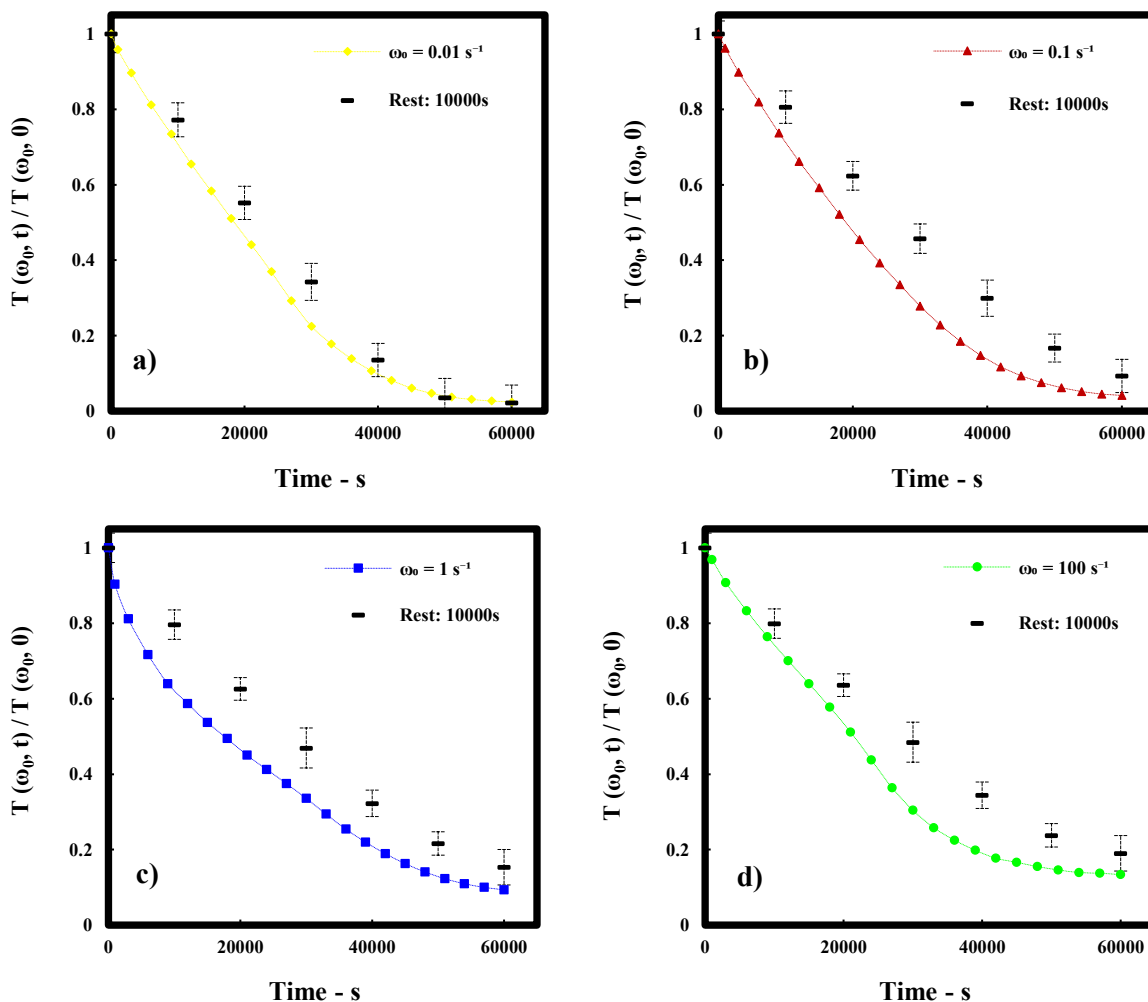 T (ω₀, t) / T (ω₀, 0)
1
0.8
0.6
0.4
0.2
0
ω₀ = 0.01 s⁻¹
Rest: 10000s
a)
0
20000
40000
60000
Time - s
T (ω₀, t) / T (ω₀, 0)
1
0.8
0.6
0.4
0.2
0
ω₀ = 0.1 s⁻¹
Rest: 10000s
b)
0
20000
40000
60000
Time - s
T (ω₀, t) / T (ω₀, 0)
1
0.8
0.6
0.4
0.2
0
ω₀ = 1 s⁻¹
Rest: 10000s
c)
0
20000
40000
60000
Time - s
T (ω₀, t) / T (ω₀, 0)
1
0.8
0.6
0.4
0.2
0
ω₀ = 100 s⁻¹
Rest: 10000s
d)
0
20000
40000
60000
Time - s